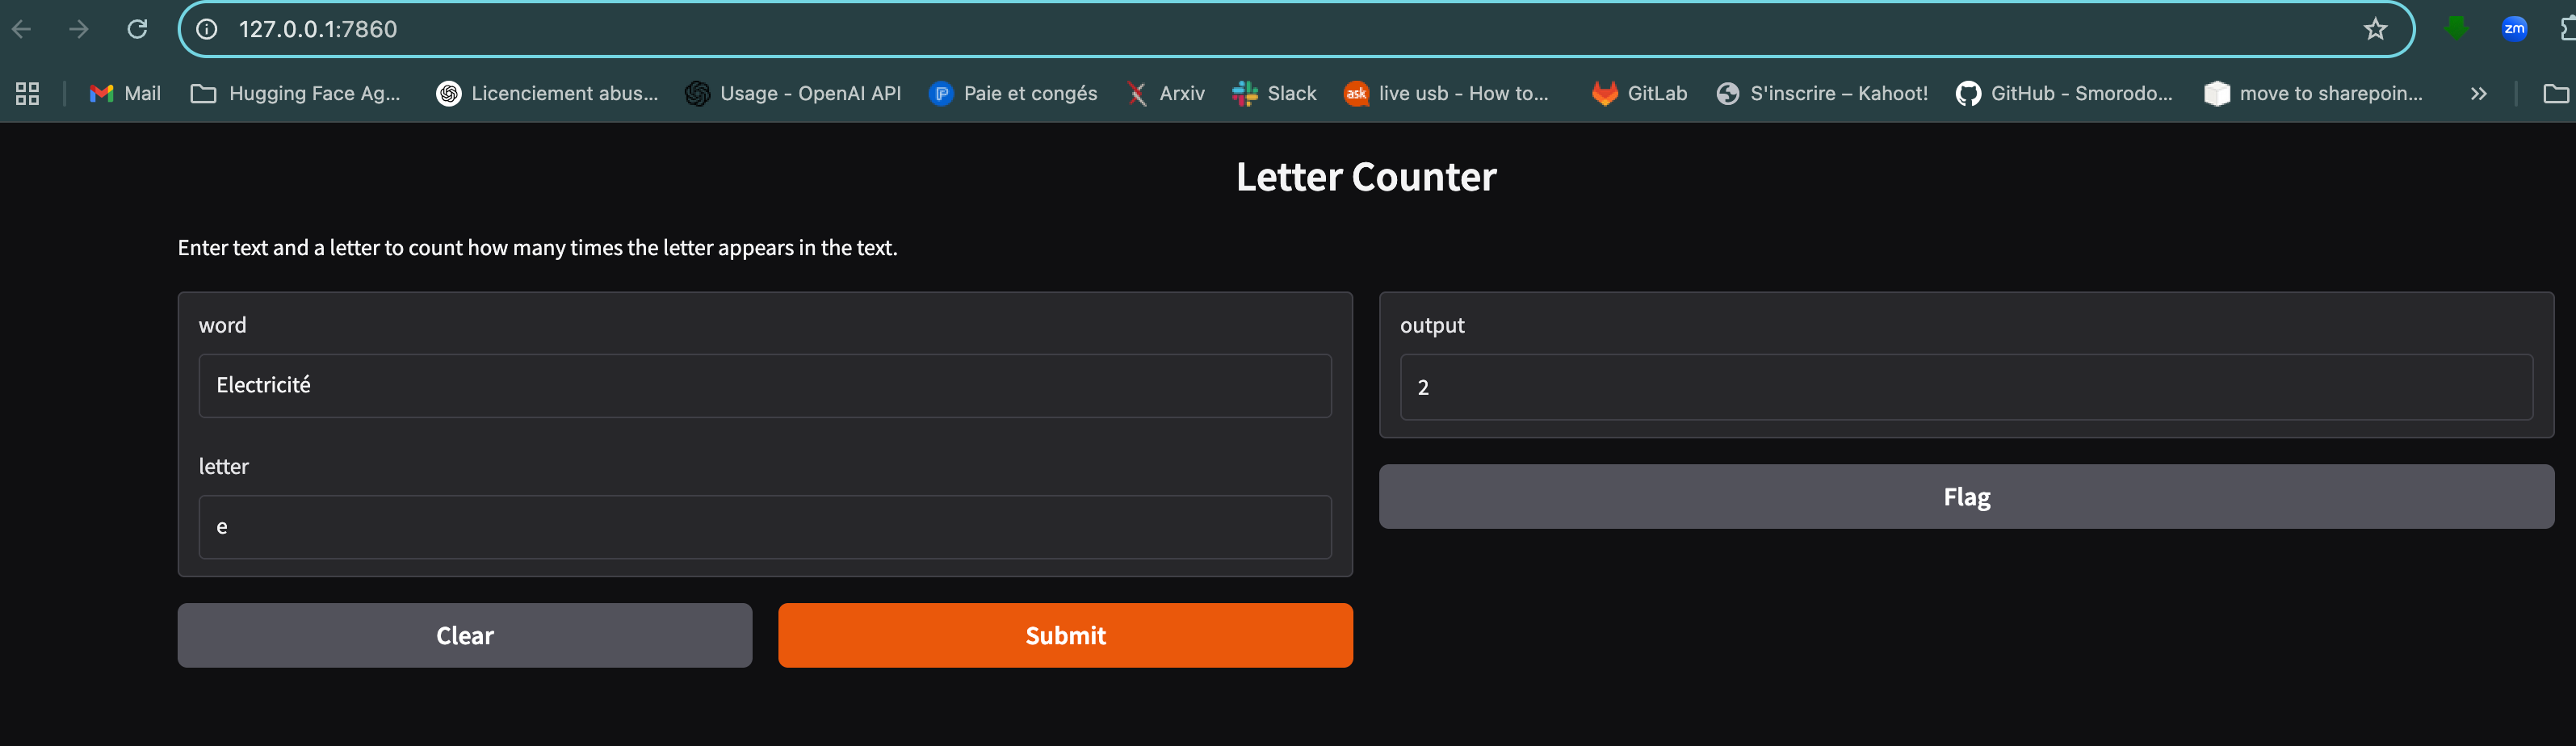 127.0.0.1:7860
zm
Mail Hugging Face Ag... Licenciement abus... Usage - OpenAI API Paie et congés Arxiv Slack ask live usb - How to... GitLab S'inscrire – Kahoot! GitHub - Smorodo... move to sharepoin...
Letter Counter
Enter text and a letter to count how many times the letter appears in the text.
word
Electricité
letter
e
Clear
Submit
output
2
Flag